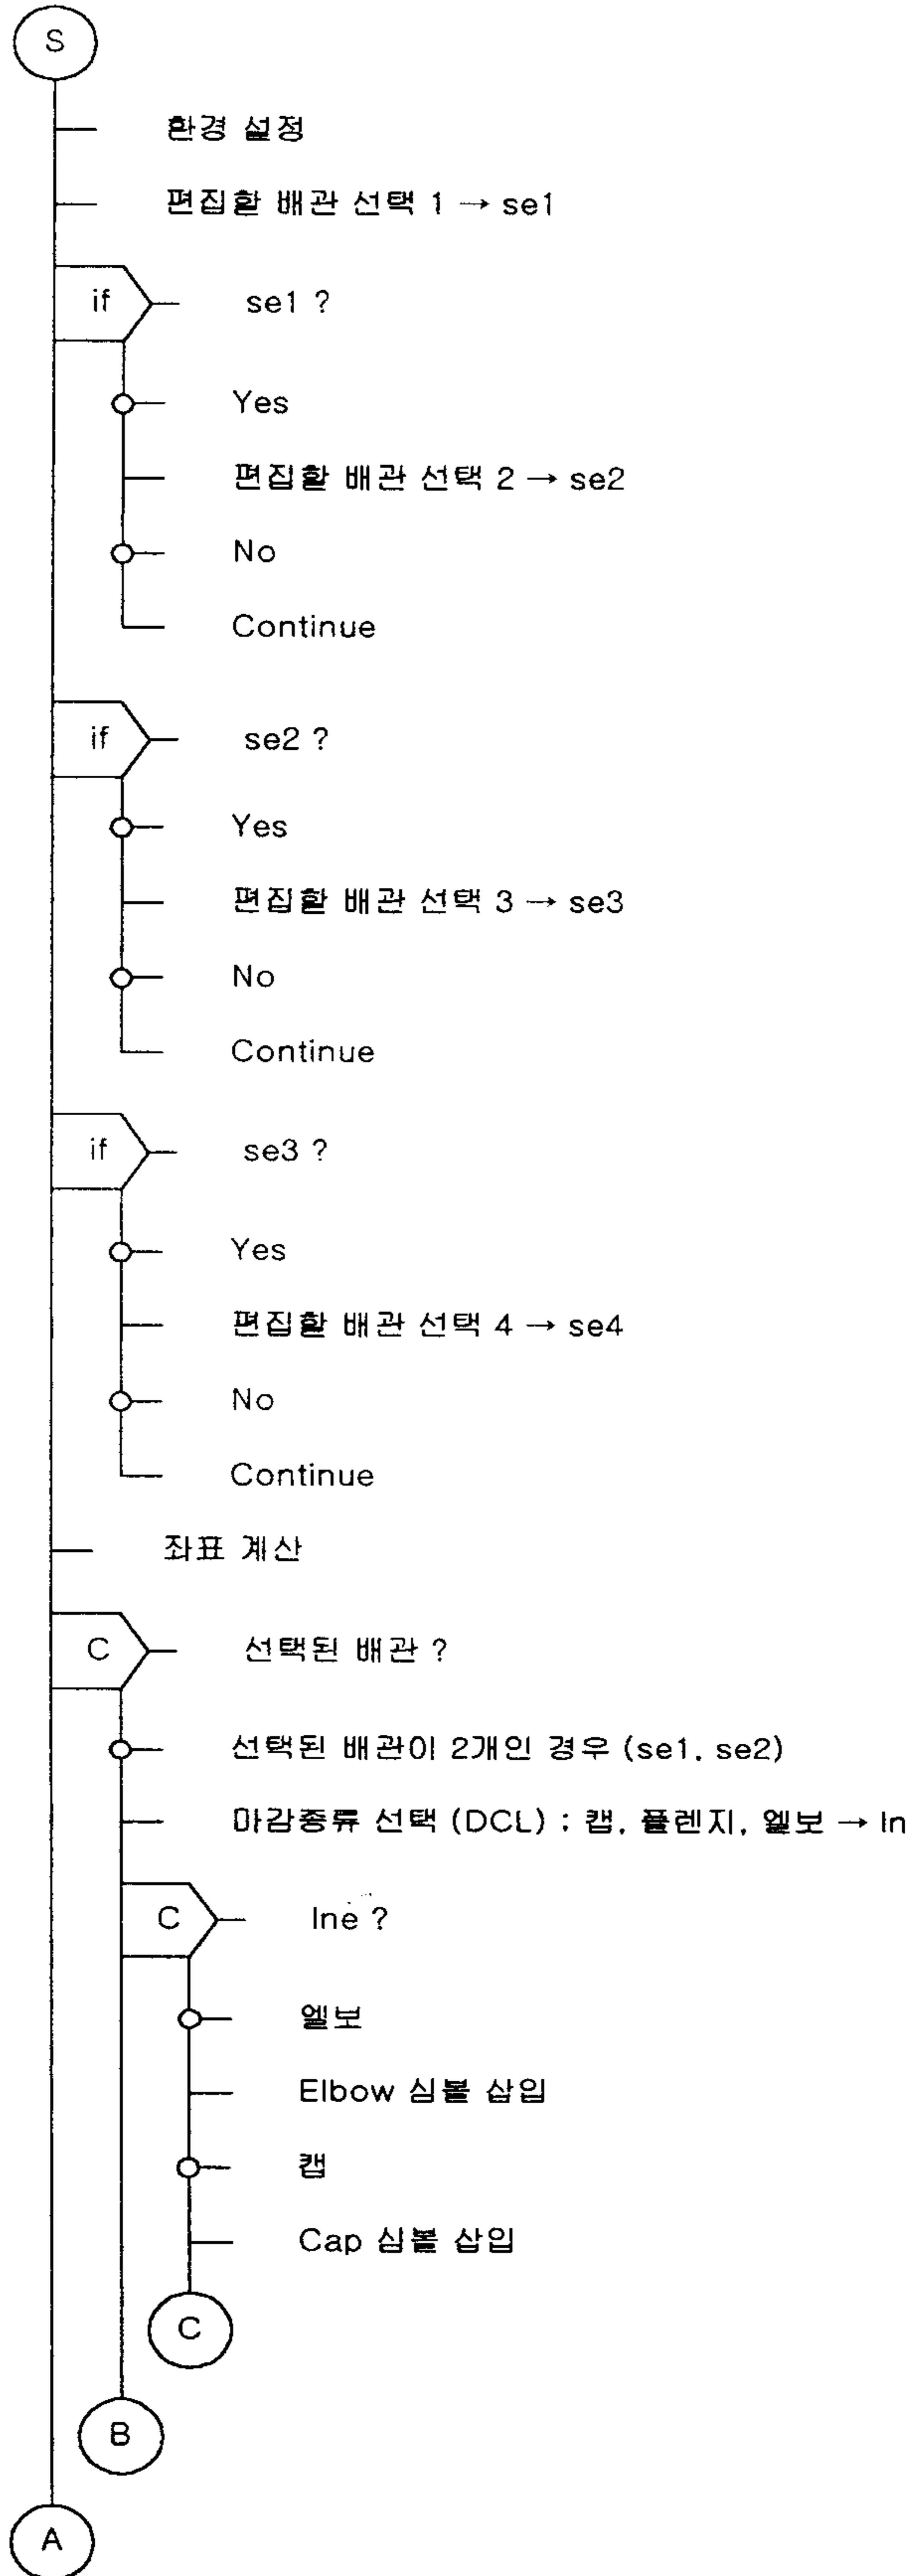 S
환경 설정
편집할 배관 선택 1 → se1
if se1 ?
Yes
편집할 배관 선택 2 → se2
No
Continue
if se2 ?
Yes
편집할 배관 선택 3 → se3
No
Continue
if se3 ?
Yes
편집할 배관 선택 4 → se4
No
Continue
좌표 계산
C 선택된 배관 ?
선택된 배관이 2개인 경우 (se1, se2)
마감종류 선택 (DCL) ; 캡, 플렌지, 엘보 → In
C Ine ?
엘보
Elbow 심볼 삽입
캡
Cap 심볼 삽입
C
B
A